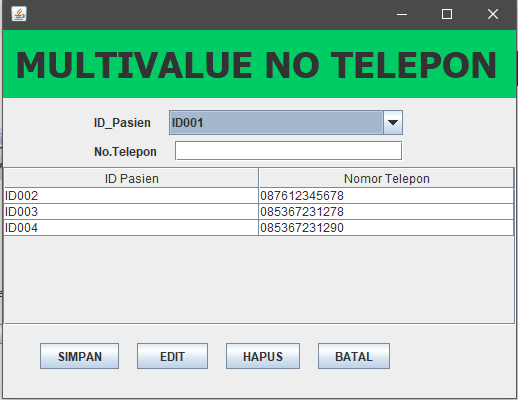 MULTIVALUE NO TELEPON
ID_Pasien ID001
No.Telepon
ID Pasien Nomor Telepon
ID002 087612345678
ID003 085367231278
ID004 085367231290
SIMPAN EDIT HAPUS BATAL